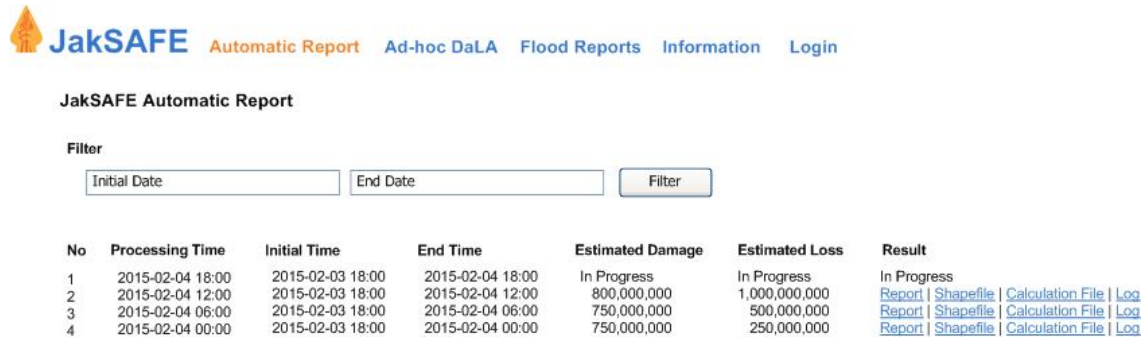 JakSAFE Automatic Report Ad-hoc DaLA Flood Reports Information Login
JakSAFE Automatic Report
Filter
Initial Date End Date Filter
No Processing Time Initial Time End Time Estimated Damage Estimated Loss Result
1 2015-02-04 18:00 2015-02-03 18:00 2015-02-04 18:00 In Progress In Progress In Progress
2 2015-02-04 12:00 2015-02-03 18:00 2015-02-04 12:00 800,000,000 1,000,000,000 Report | Shapefile | Calculation File | Log
3 2015-02-04 06:00 2015-02-03 18:00 2015-02-04 06:00 750,000,000 500,000,000 Report | Shapefile | Calculation File | Log
4 2015-02-04 00:00 2015-02-03 18:00 2015-02-04 00:00 750,000,000 250,000,000 Report | Shapefile | Calculation File | Log